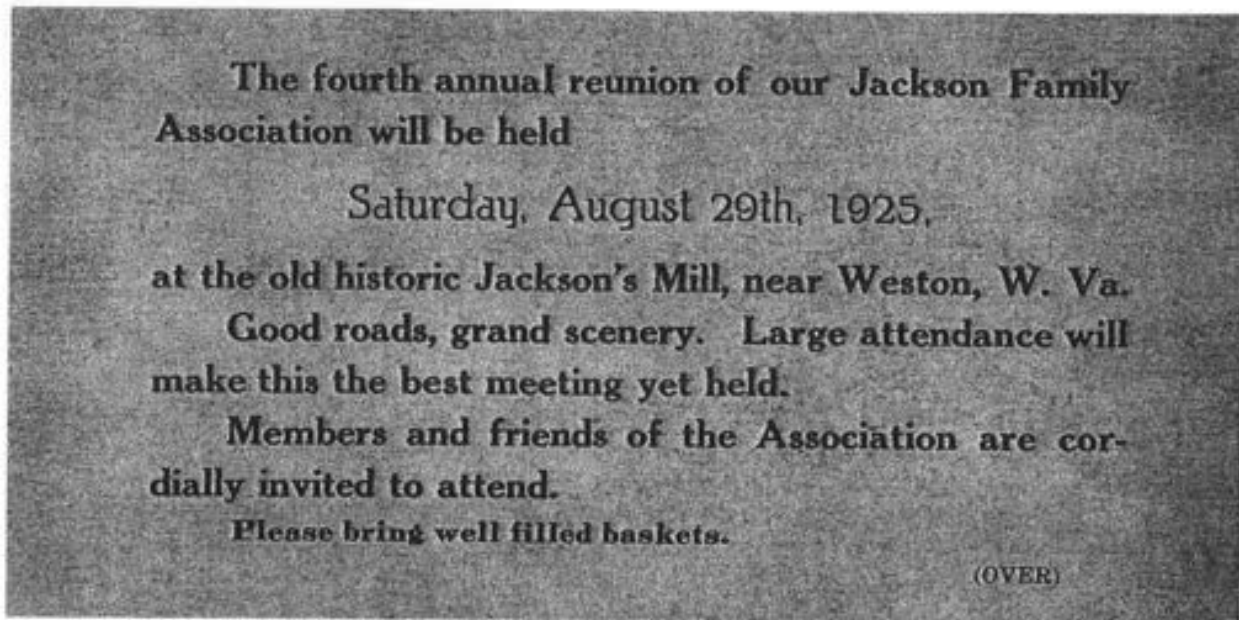 The fourth annual reunion of our Jackson Family
Association will be held
Saturday, August 29th, 1925,
at the old historic Jackson's Mill, near Weston, W. Va.
Good roads, grand scenery. Large attendance will
make this the best meeting yet held.
Members and friends of the Association are cor-
dially invited to attend.
Please bring well filled baskets.
(OVER)